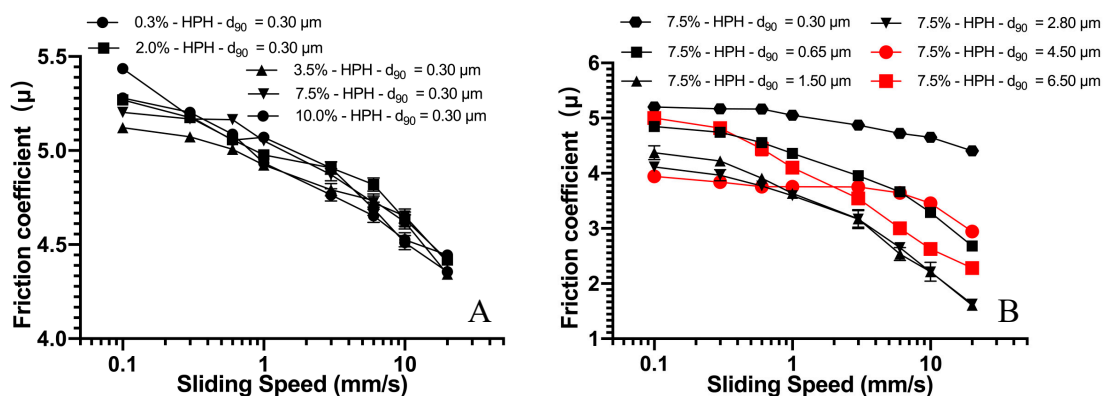 0.3% - HPH - d90 = 0.30 µm
2.0% - HPH - d90 = 0.30 µm
3.5% - HPH - d90 = 0.30 µm
7.5% - HPH - d90 = 0.30 µm
10.0% - HPH - d90 = 0.30 µm
5.5
5.0
4.5
4.0
Friction coefficient (µ)
0.1 1 10
Sliding Speed (mm/s)
A
7.5% - HPH - d90 = 0.30 µm
7.5% - HPH - d90 = 0.65 µm
7.5% - HPH - d90 = 1.50 µm
7.5% - HPH - d90 = 2.80 µm
7.5% - HPH - d90 = 4.50 µm
7.5% - HPH - d90 = 6.50 µm
6
5
4
3
2
1
Friction coefficient (µ)
0.1 1 10
Sliding Speed (mm/s)
B